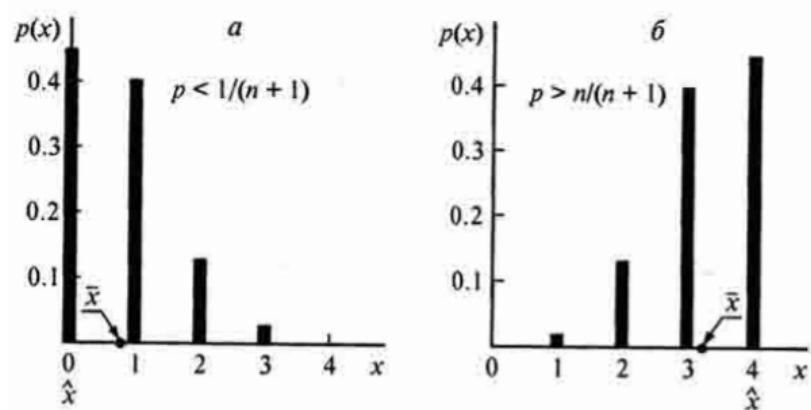 p(x)
a
p < 1/(n + 1)
0.4
0.3
0.2
0.1
x̄
0 1 2 3 4 x
x̂
p(x)
б
p > n/(n + 1)
0.4
0.3
0.2
0.1
x̄
0 1 2 3 4 x
x̂